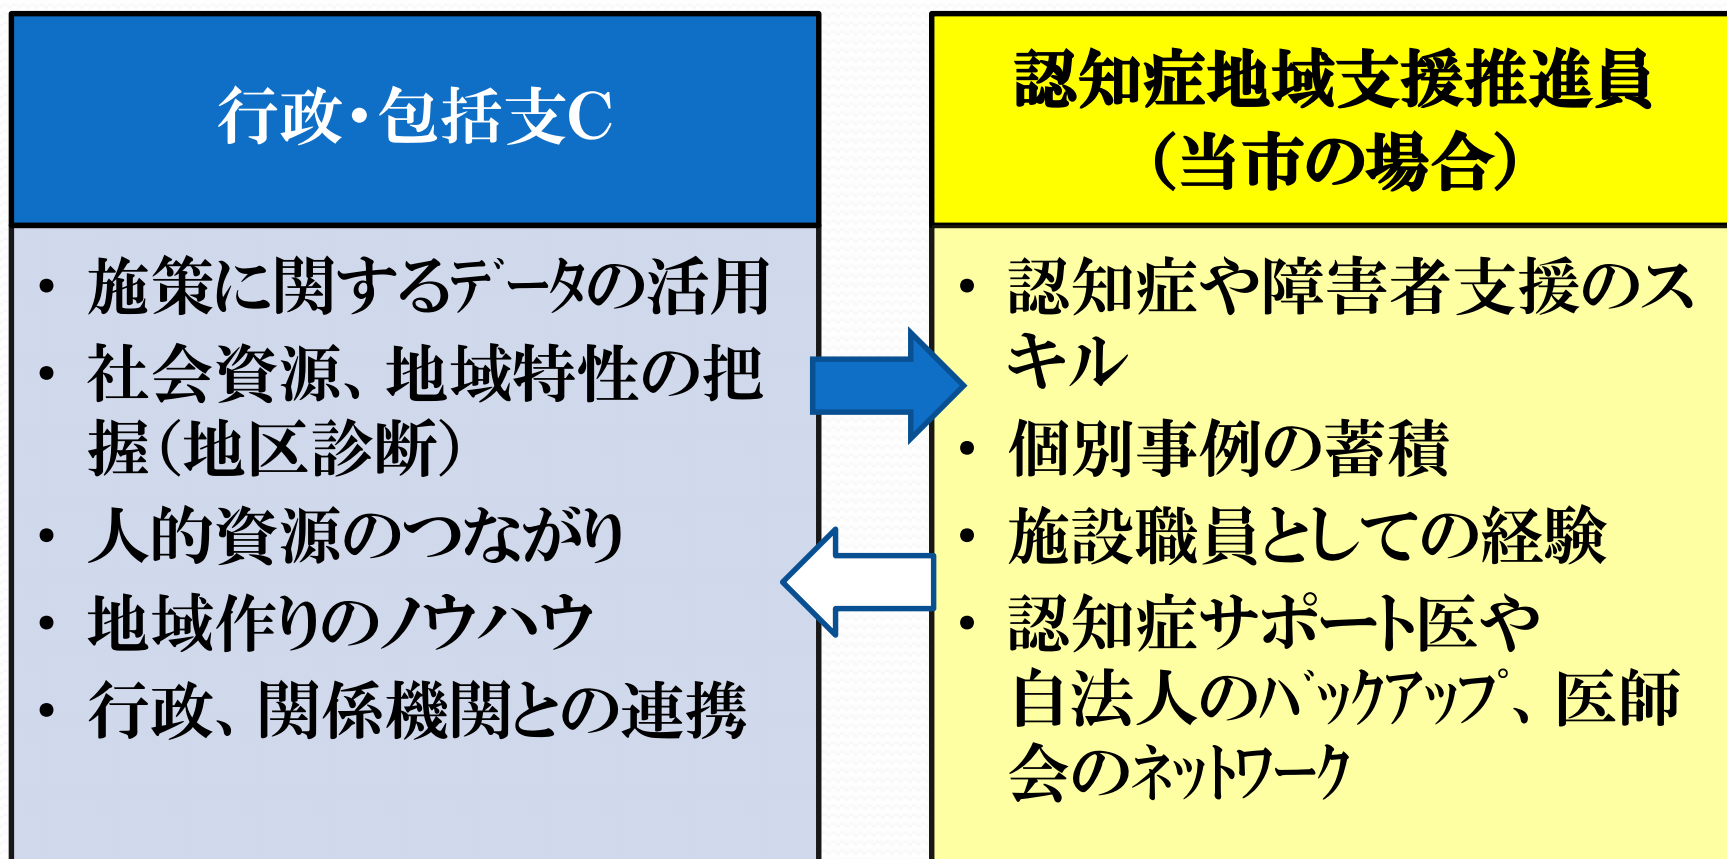 行政・包括支C
・ 施策に関するﾃﾞｰﾀの活用
・ 社会資源、地域特性の把
握（地区診断）
・ 人的資源のつながり
・ 地域作りのノウハウ
・ 行政、関係機関との連携
認知症地域支援推進員
（当市の場合）
・ 認知症や障害者支援のス
キル
・ 個別事例の蓄積
・ 施設職員としての経験
・ 認知症サポート医や
自法人のﾊﾞｯｸｱｯﾌﾟ、医師
会のﾈｯﾄﾜｰｸ